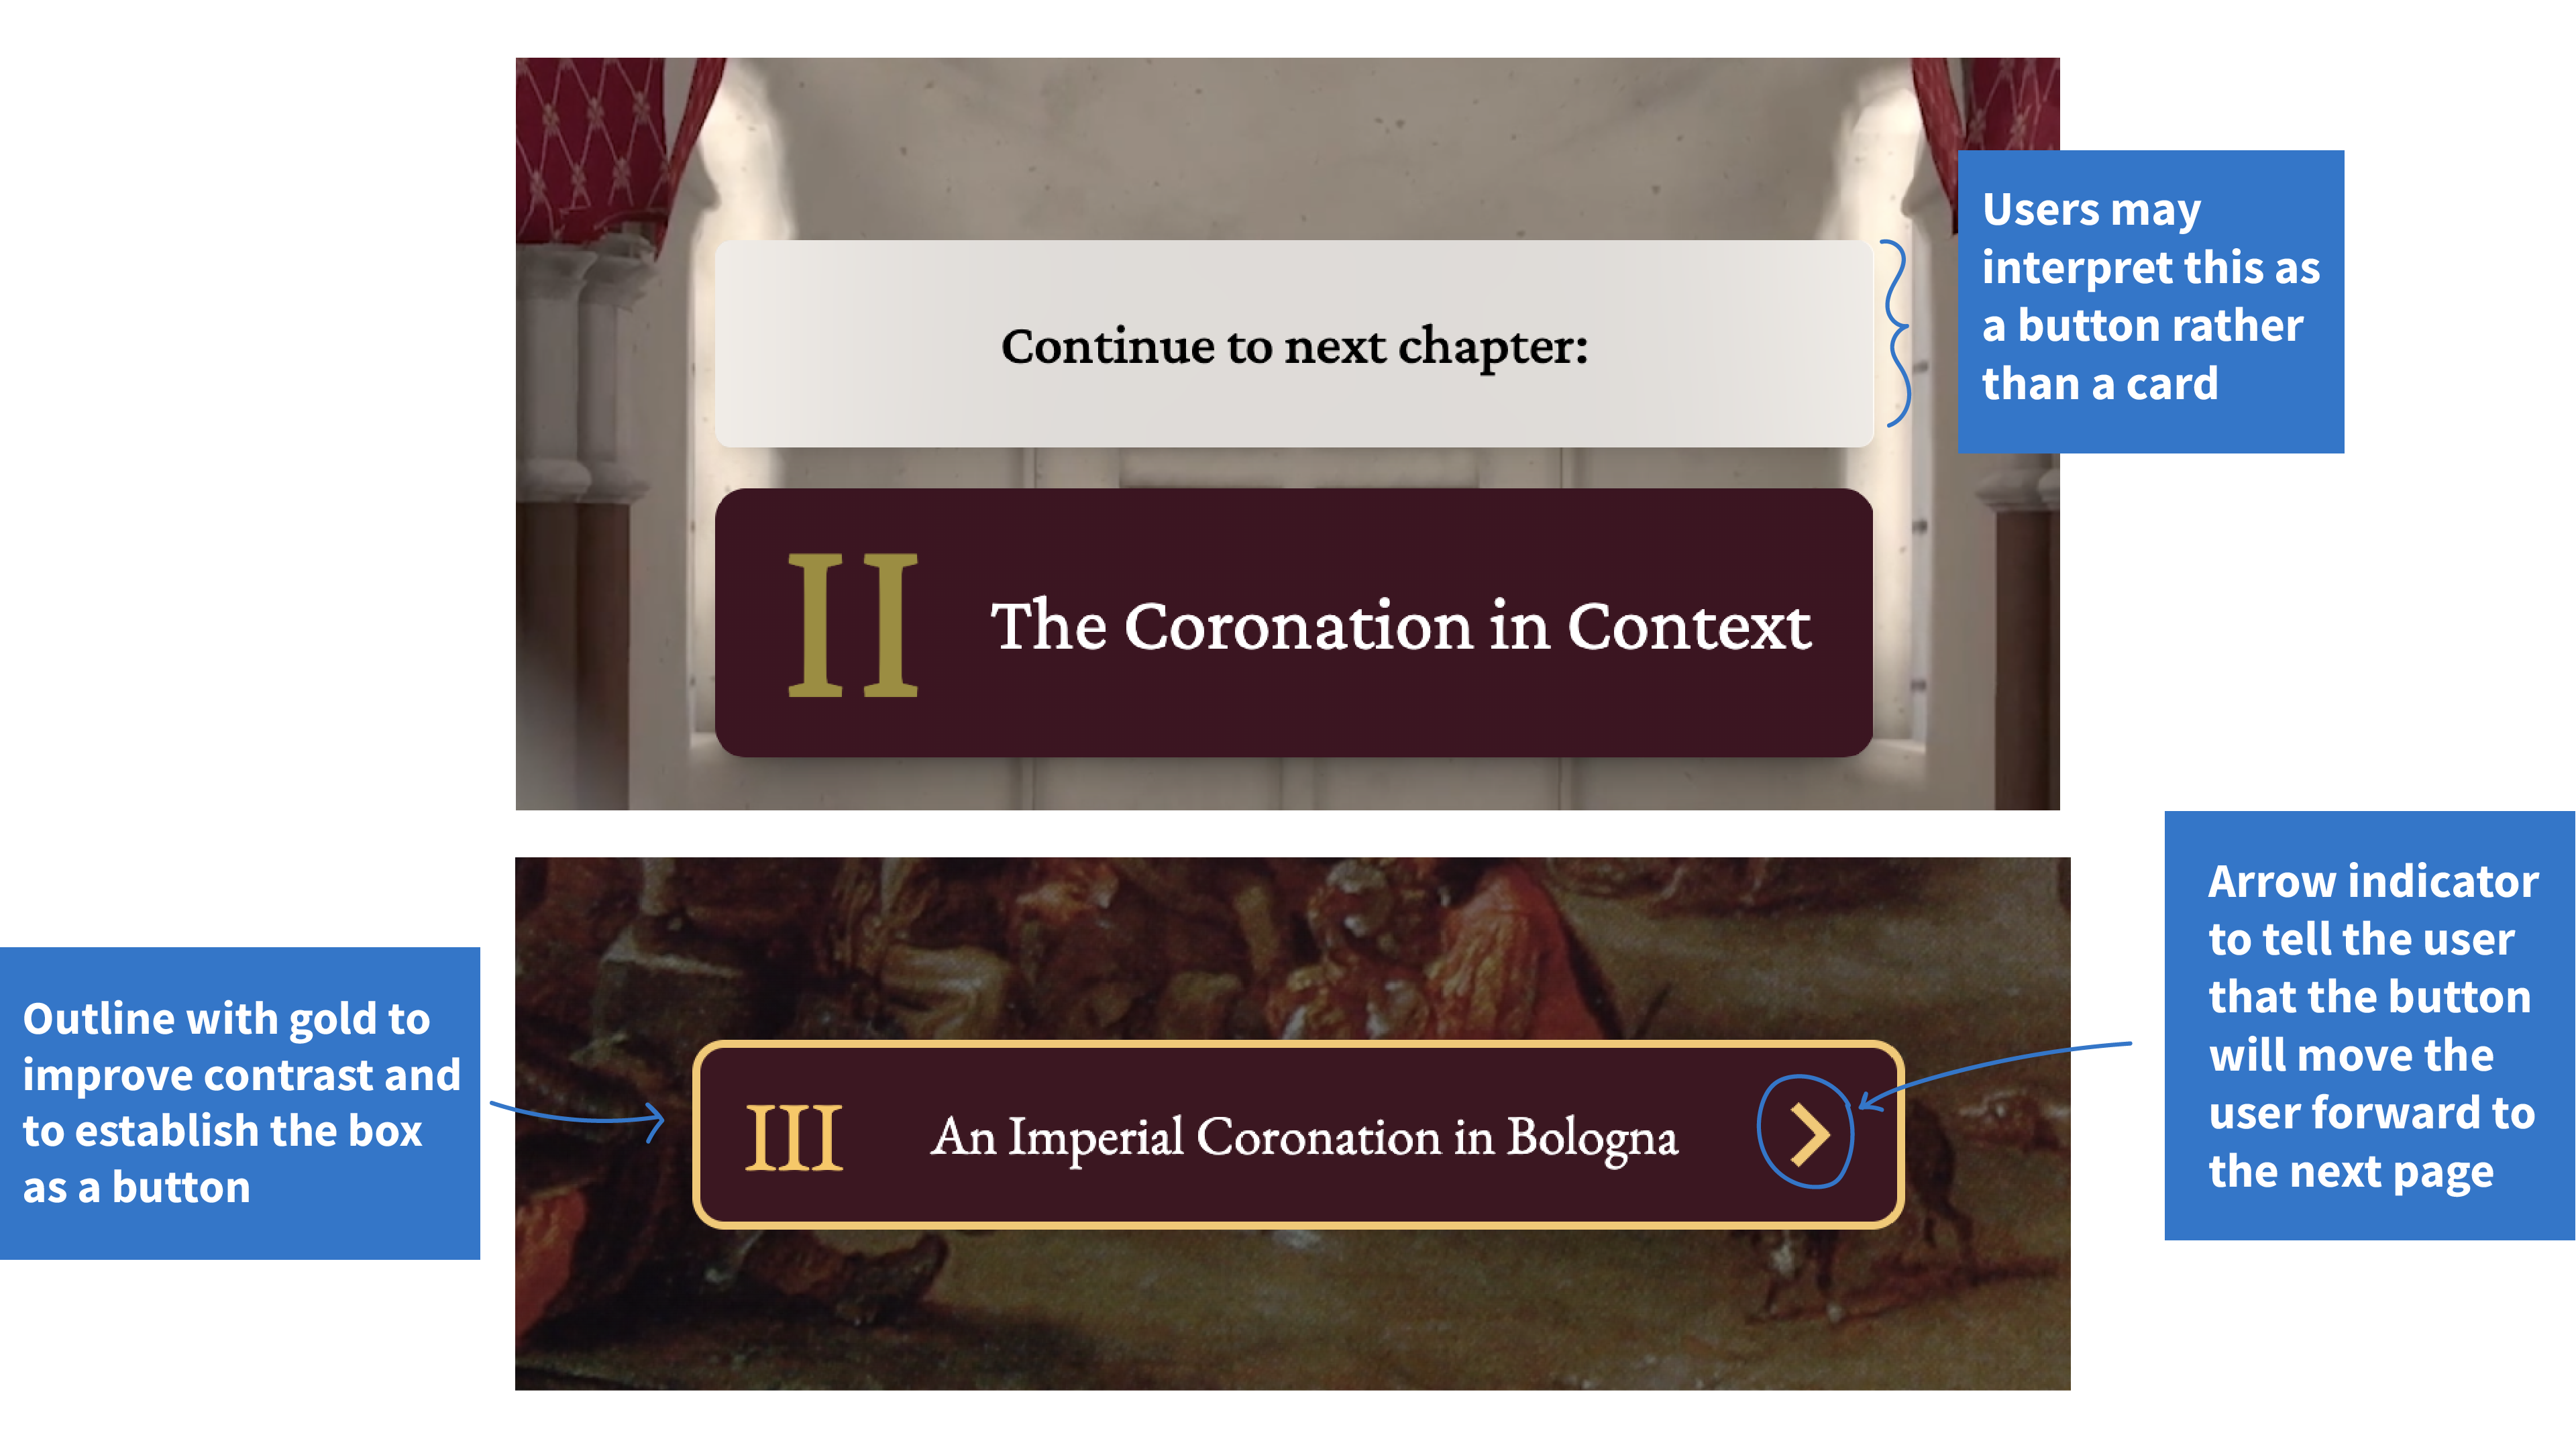 Users may
interpret this as
a button rather
than a card
Continue to next chapter:
II The Coronation in Context
Outline with gold to
improve contrast and
to establish the box
as a button
III An Imperial Coronation in Bologna
Arrow indicator
to tell the user
that the button
will move the
user forward to
the next page